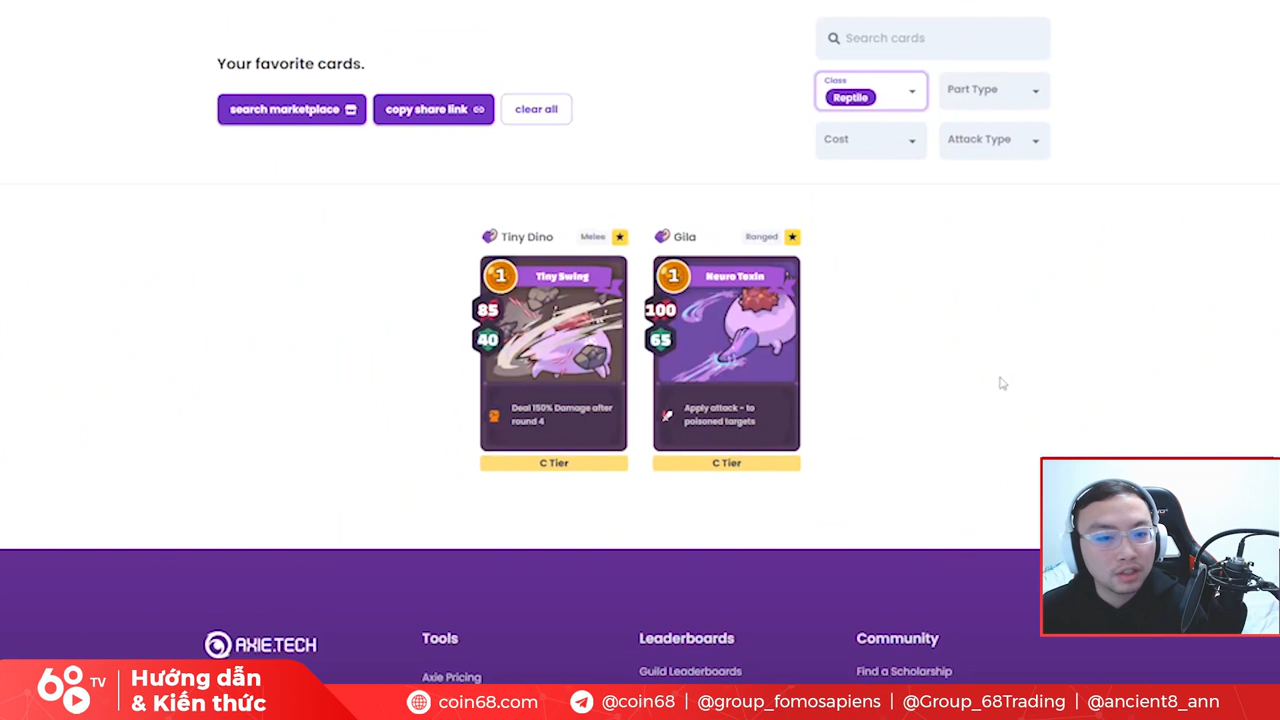 Search cards
Your favorite cards.
Class
Reptile
Part Type
search marketplace
copy share link
clear all
Cost
Attack Type
Tiny Dino
Melee
Gila
Ranged
1
Tiny Swing
85
40
Deal 150% Damage after
round 4
C Tier
1
Neuro Toxin
100
65
Apply attack - to
poisoned targets
C Tier
AXIE.TECH
Tools
Leaderboards
Community
Axie Pricing
Guild Leaderboards
Find a Scholarship
68 TV
Hướng dẫn
& Kiến thức
coin68.com
@coin68 | @group_fomosapiens | @Group_68Trading | @ancient8_ann